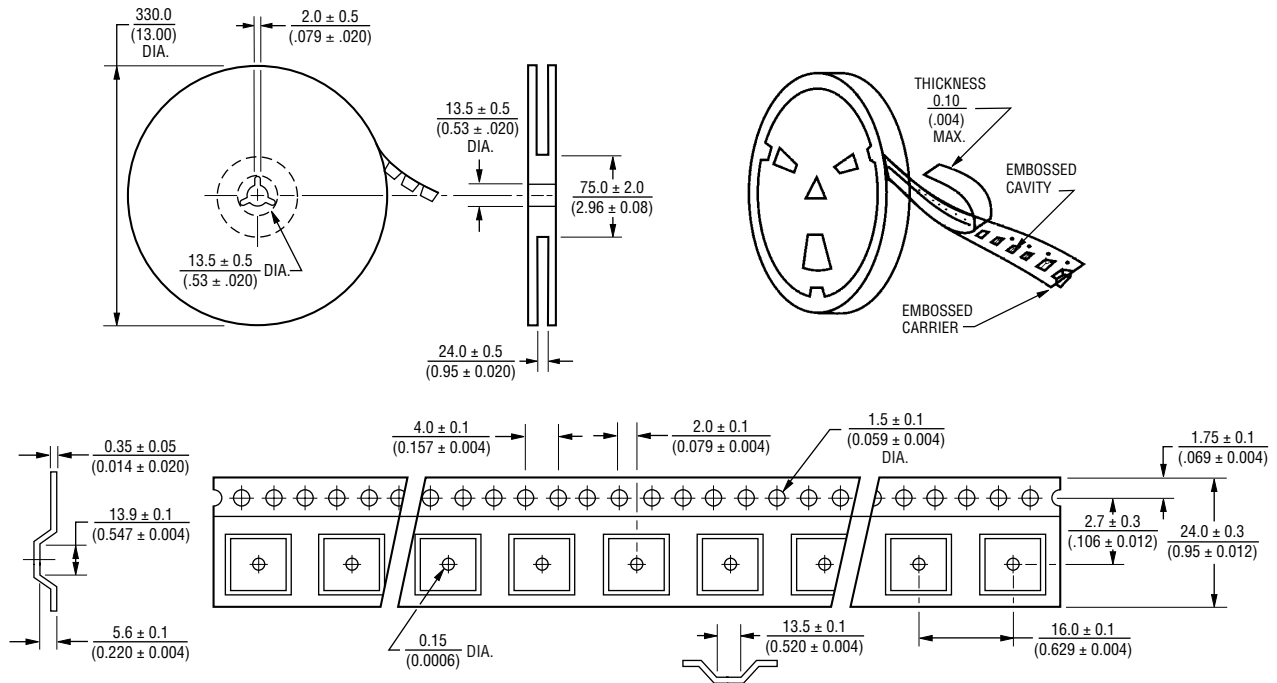 330.0
(13.00)
DIA.
2.0 ± 0.5
(.079 ± .020)
13.5 ± 0.5
(0.53 ± .020)
DIA.
75.0 ± 2.0
(2.96 ± 0.08)
13.5 ± 0.5
(.53 ± .020)
DIA.
24.0 ± 0.5
(0.95 ± 0.020)
THICKNESS
0.10
(.004)
MAX.
EMBOSSED
CAVITY
EMBOSSED
CARRIER
0.35 ± 0.05
(0.014 ± 0.020)
13.9 ± 0.1
(0.547 ± 0.004)
5.6 ± 0.1
(0.220 ± 0.004)
4.0 ± 0.1
(0.157 ± 0.004)
2.0 ± 0.1
(0.079 ± 0.004)
1.5 ± 0.1
(0.059 ± 0.004)
DIA.
1.75 ± 0.1
(.069 ± 0.004)
2.7 ± 0.3
(.106 ± 0.012)
24.0 ± 0.3
(0.95 ± 0.012)
0.15
(0.0006)
DIA.
13.5 ± 0.1
(0.520 ± 0.004)
16.0 ± 0.1
(0.629 ± 0.004)